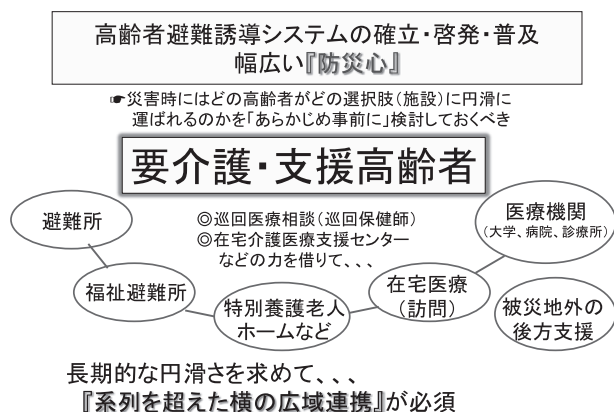 高齢者避難誘導システムの確立・啓発・普及
幅広い『防災心』
☛災害時にはどの高齢者がどの選択肢(施設)に円滑に
運ばれるのかを「あらかじめ事前に」検討しておくべき
要介護・支援高齢者
避難所
◎巡回医療相談(巡回保健師)
◎在宅介護医療支援センター
などの力を借りて、、、
医療機関
(大学、病院、診療所)
福祉避難所
特別養護老人
ホームなど
在宅医療
(訪問)
被災地外の
後方支援
長期的な円滑さを求めて、、、
『系列を超えた横の広域連携』が必須